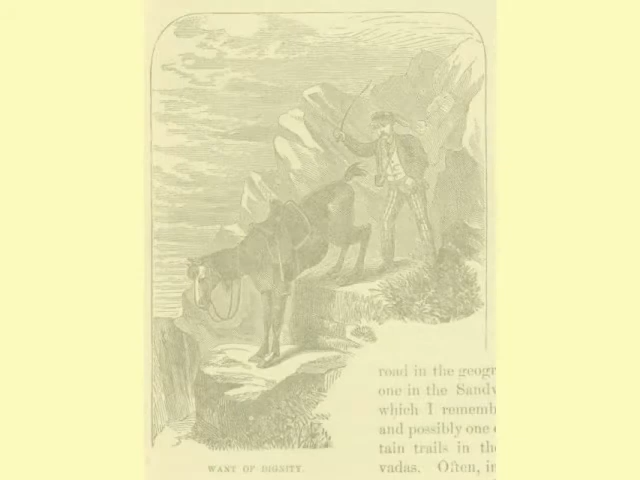 road in the geogr
one in the Sandw
which I rememb
and possibly one
tain trails in the
vadas. Often, in
WANT OF DIGNITY.